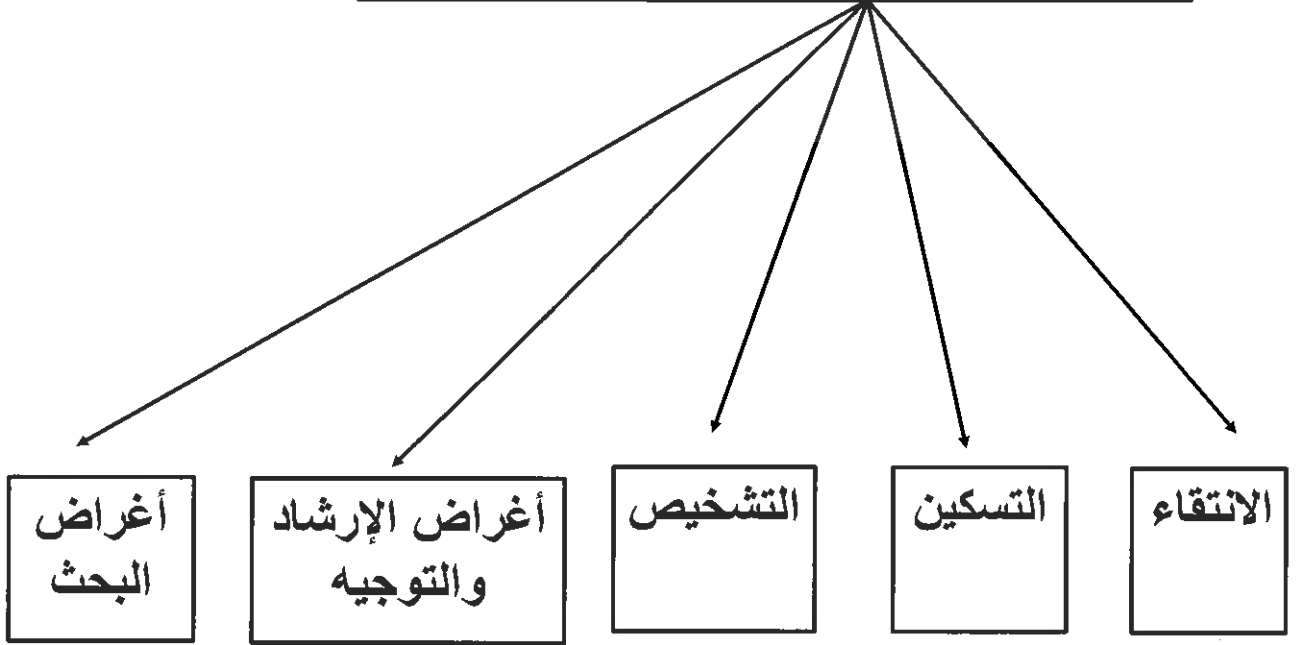 الانتقاء
التسكين
التشخيص
أغراض الإرشاد
والتوجيه
أغراض
البحث